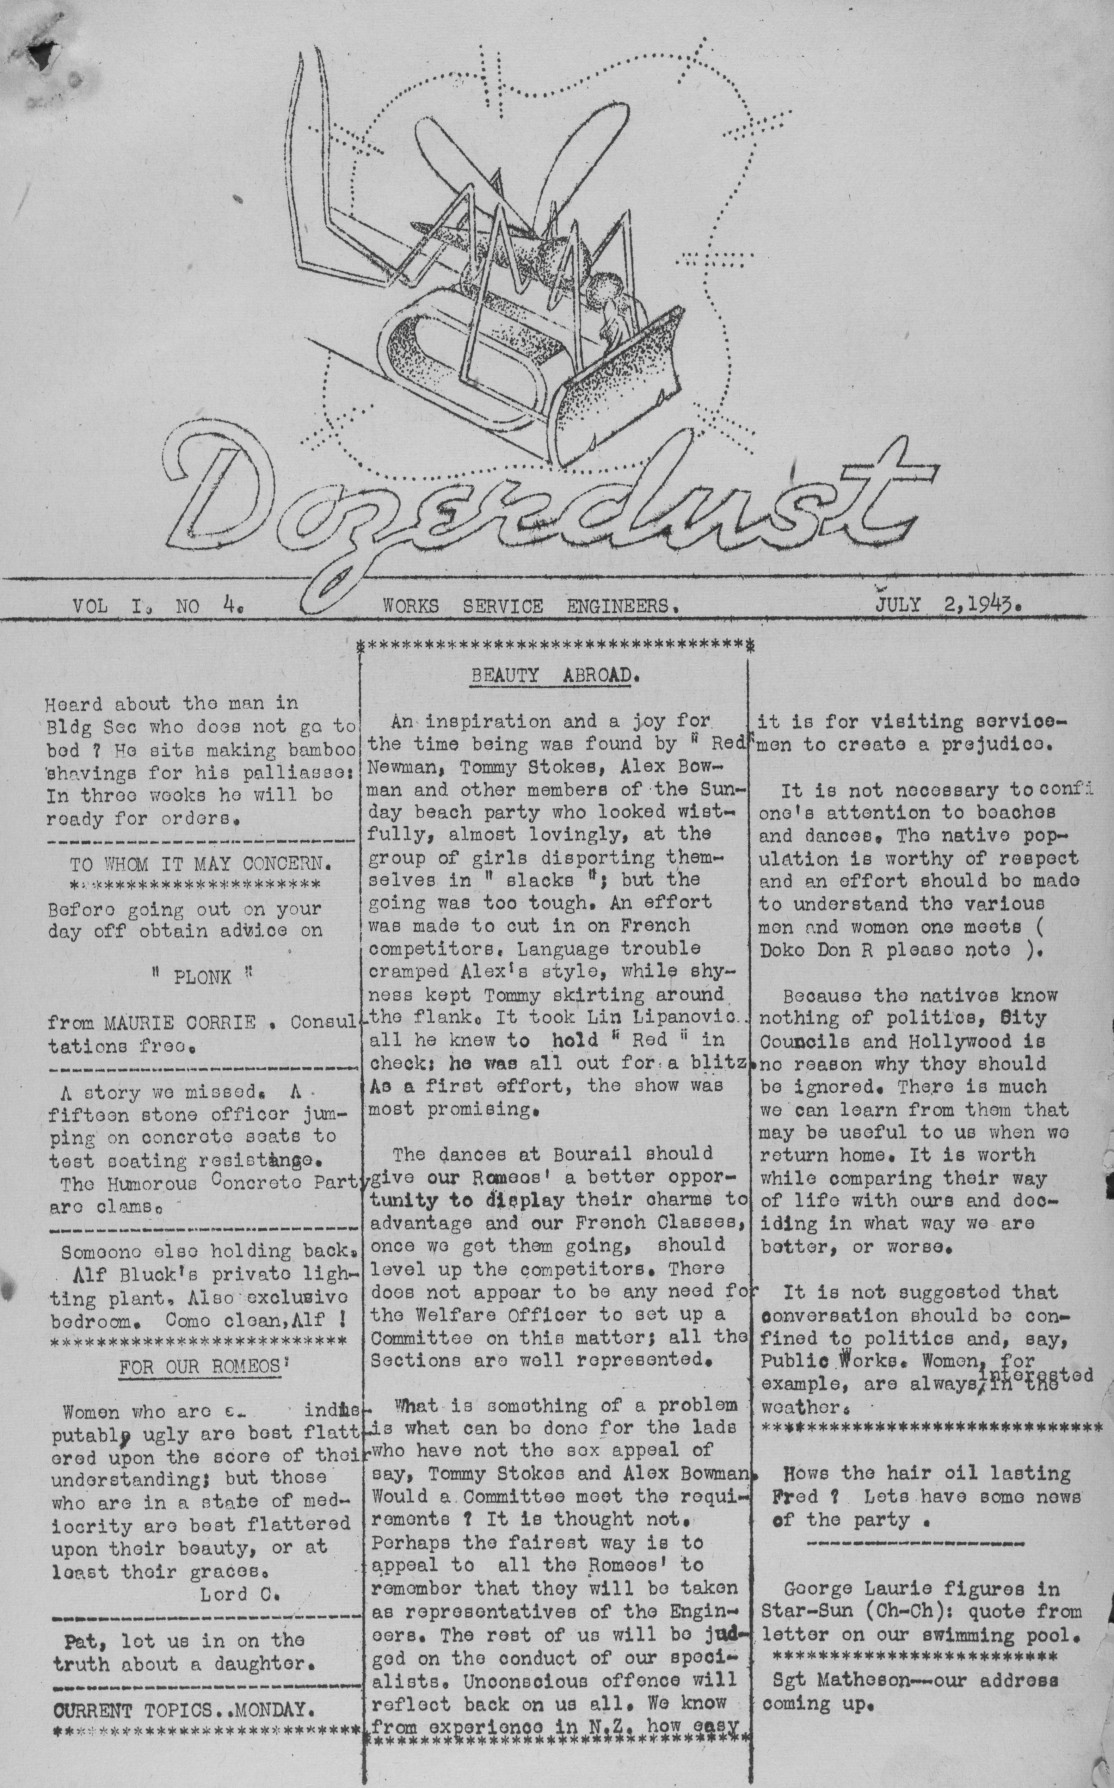 Dozerdust
VOL I. NO 4. WORKS SERVICE ENGINEERS. JULY 2,1943.
Heard about the man in
Bldg Sec who does not go to
bed ? He sits making bamboo
shavings for his palliasse:
In three weeks he will be
ready for orders.
TO WHOM IT MAY CONCERN.
*********************
Before going out on your
day off obtain advice on
" PLONK "
from MAURIE CORRIE . Consul-
tations free.
A story we missed. A
fifteen stone officer jum-
ping on concrete seats to
test seating resistance.
The Humorous Concrete Party
are clams.
Someone else holding back.
Alf Bluck's private ligh-
ting plant. Also exclusive
bedroom. Come clean,Alf !
**************************
FOR OUR ROMEOS'
Women who are indis-
putably ugly are best flatt-
ered upon the score of their
understanding; but those
who are in a state of med-
iocrity are best flattered
upon their beauty, or at
least their graces.
Lord C.
Pat, let us in on the
truth about a daughter.
CURRENT TOPICS..MONDAY.
***************************
**********************************
BEAUTY ABROAD.
An inspiration and a joy for
the time being was found by " Red"
Newman, Tommy Stokes, Alex Bow-
man and other members of the Sun-
day beach party who looked wist-
fully, almost lovingly, at the
group of girls disporting them-
selves in " slacks "; but the
going was too tough. An effort
was made to cut in on French
competitors. Language trouble
cramped Alex's style, while shy-
ness kept Tommy skirting around
the flank. It took Lin Lipanovic..
all he knew to hold " Red " in
check: he was all out for a blitz.
As a first effort, the show was
most promising.
The dances at Bourail should
give our Romeos' a better oppor-
tunity to display their charms to
advantage and our French Classes,
once we get them going, should
level up the competitors. There
does not appear to be any need for
the Welfare Officer to set up a
Committee on this matter; all the
Sections are well represented.
What is something of a problem
is what can be done for the lads
who have not the sex appeal of
say, Tommy Stokes and Alex Bowman.
Would a Committee meet the requi-
rements ? It is thought not.
Perhaps the fairest way is to
appeal to all the Romeos' to
remember that they will be taken
as representatives of the Engin-
eers. The rest of us will be jud-
ged on the conduct of our speci-
alists. Unconscious offence will
reflect back on us all. We know
from experience in N.Z. how easy
**********************************
it is for visiting service-
men to create a prejudice.
It is not necessary to confi
one's attention to beaches
and dances. The native pop-
ulation is worthy of respect
and an effort should be made
to understand the various
men and women one meets (
Doko Don R please note ).
Because the natives know
nothing of politics, City
Councils and Hollywood is
no reason why they should
be ignored. There is much
we can learn from them that
may be useful to us when we
return home. It is worth
while comparing their way
of life with ours and dec-
iding in what way we are
better, or worse.
It is not suggested that
conversation should be con-
fined to politics and, say,
Public Works. Women, for
example, are always interested in the
weather.
******************************
Hows the hair oil lasting
Fred ? Lets have some news
of the party .
George Laurie figures in
Star-Sun (Ch-Ch): quote from
letter on our swimming pool.
*************************
Sgt Matheson--our address
coming up.